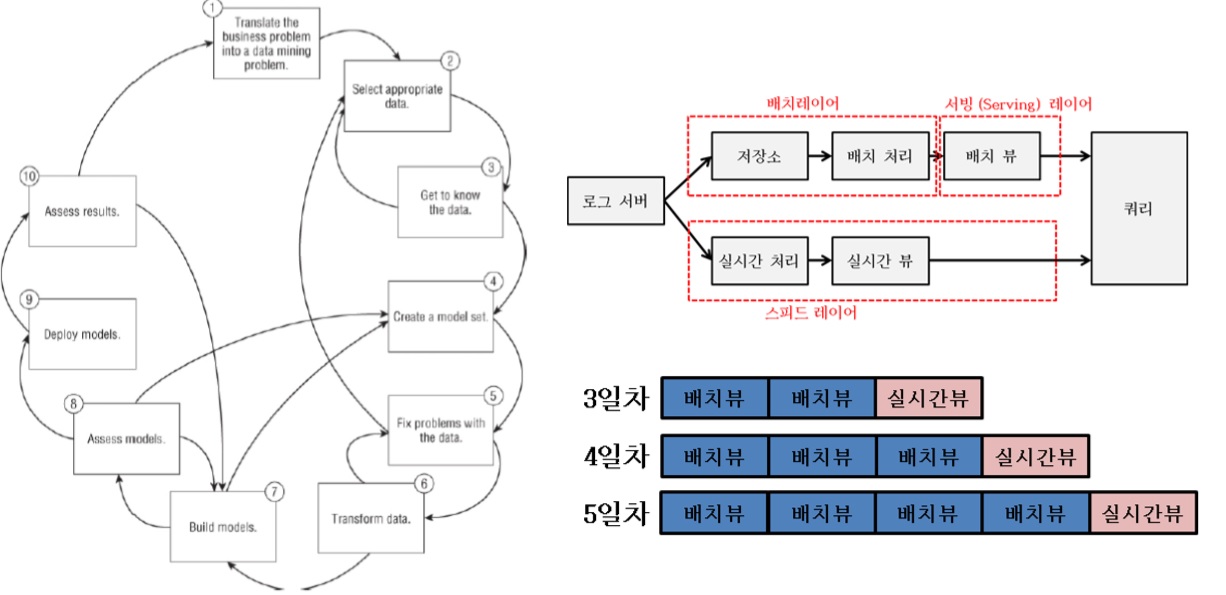 1
Translate the
business problem
into a data mining
problem.
2
Select appropriate
data.
3
Get to know
the data.
4
Create a model set.
5
Fix problems with
the data.
6
Transform data.
7
Build models.
8
Assess models.
9
Deploy models.
10
Assess results.
배치레이어
서빙 (Serving) 레이어
로그 서버
저장소
배치 처리
배치 뷰
쿼리
실시간 처리
실시간 뷰
스피드 레이어
3일차 배치뷰 배치뷰 실시간뷰
4일차 배치뷰 배치뷰 배치뷰 실시간뷰
5일차 배치뷰 배치뷰 배치뷰 배치뷰 실시간뷰